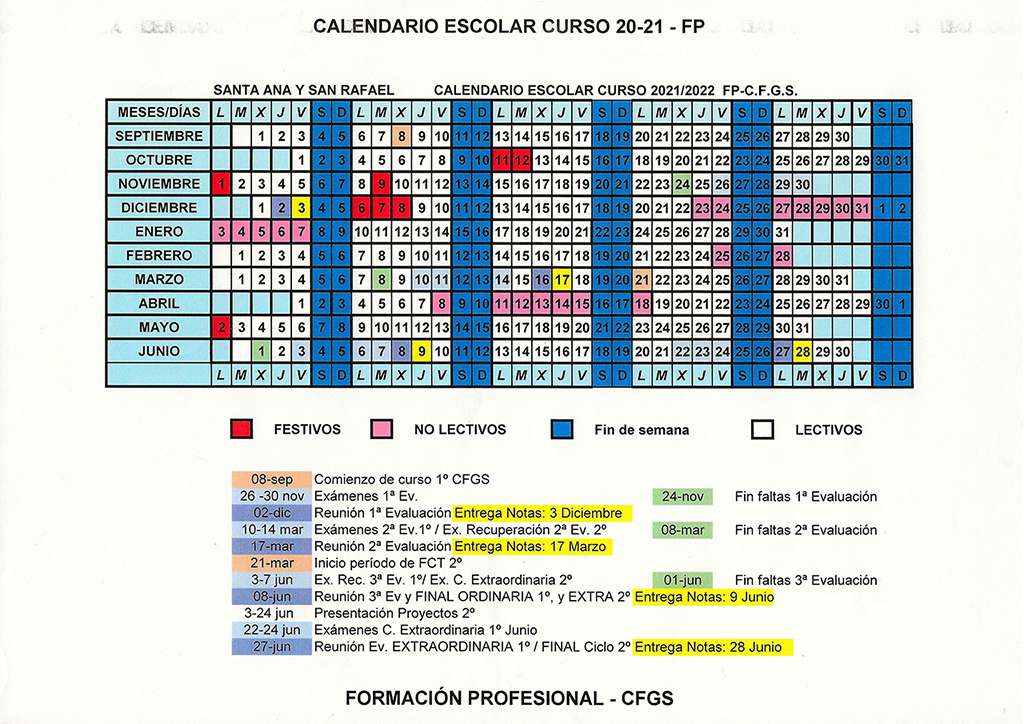 CALENDARIO ESCOLAR CURSO 20-21 - FP
SANTA ANA Y SAN RAFAEL CALENDARIO ESCOLAR CURSO 2021/2022 FP-C.F.G.S.
MESES/DÍAS L M X J V S D L M X J V S D L M X J V S D L M X J V S D L M X J V S D
SEPTIEMBRE 1 2 3 4 5 6 7 8 9 10 11 12 13 14 15 16 17 18 19 20 21 22 23 24 25 26 27 28 29 30
OCTUBRE 1 2 3 4 5 6 7 8 9 10 11 12 13 14 15 16 17 18 19 20 21 22 23 24 25 26 27 28 29 30 31
NOVIEMBRE 1 2 3 4 5 6 7 8 9 10 11 12 13 14 15 16 17 18 19 20 21 22 23 24 25 26 27 28 29 30
DICIEMBRE 1 2 3 4 5 6 7 8 9 10 11 12 13 14 15 16 17 18 19 20 21 22 23 24 25 26 27 28 29 30 31 1 2
ENERO 3 4 5 6 7 8 9 10 11 12 13 14 15 16 17 18 19 20 21 22 23 24 25 26 27 28 29 30 31
FEBRERO 1 2 3 4 5 6 7 8 9 10 11 12 13 14 15 16 17 18 19 20 21 22 23 24 25 26 27 28
MARZO 1 2 3 4 5 6 7 8 9 10 11 12 13 14 15 16 17 18 19 20 21 22 23 24 25 26 27 28 29 30 31
ABRIL 1 2 3 4 5 6 7 8 9 10 11 12 13 14 15 16 17 18 19 20 21 22 23 24 25 26 27 28 29 30 1
MAYO 2 3 4 5 6 7 8 9 10 11 12 13 14 15 16 17 18 19 20 21 22 23 24 25 26 27 28 29 30 31
JUNIO 1 2 3 4 5 6 7 8 9 10 11 12 13 14 15 16 17 18 19 20 21 22 23 24 25 26 27 28 29 30
L M X J V S D L M X J V S D L M X J V S D L M X J V S D L M X J V S D
FESTIVOS NO LECTIVOS Fin de semana LECTIVOS
08-sep Comienzo de curso 1º CFGS
26 -30 nov Exámenes 1ª Ev. 24-nov Fin faltas 1ª Evaluación
02-dic Reunión 1ª Evaluación Entrega Notas: 3 Diciembre
10-14 mar Exámenes 2ª Ev.1º / Ex. Recuperación 2ª Ev. 2º 08-mar Fin faltas 2ª Evaluación
17-mar Reunión 2ª Evaluación Entrega Notas: 17 Marzo
21-mar Inicio período de FCT 2º
3-7 jun Ex. Rec. 3ª Ev. 1º/ Ex. C. Extraordinaria 2º 01-jun Fin faltas 3ª Evaluación
08-jun Reunión 3ª Ev y FINAL ORDINARIA 1º, y EXTRA 2º Entrega Notas: 9 Junio
3-24 jun Presentación Proyectos 2º
22-24 jun Exámenes C. Extraordinaria 1º Junio
27-jun Reunión Ev. EXTRAORDINARIA 1º / FINAL Ciclo 2º Entrega Notas: 28 Junio
FORMACIÓN PROFESIONAL - CFGS